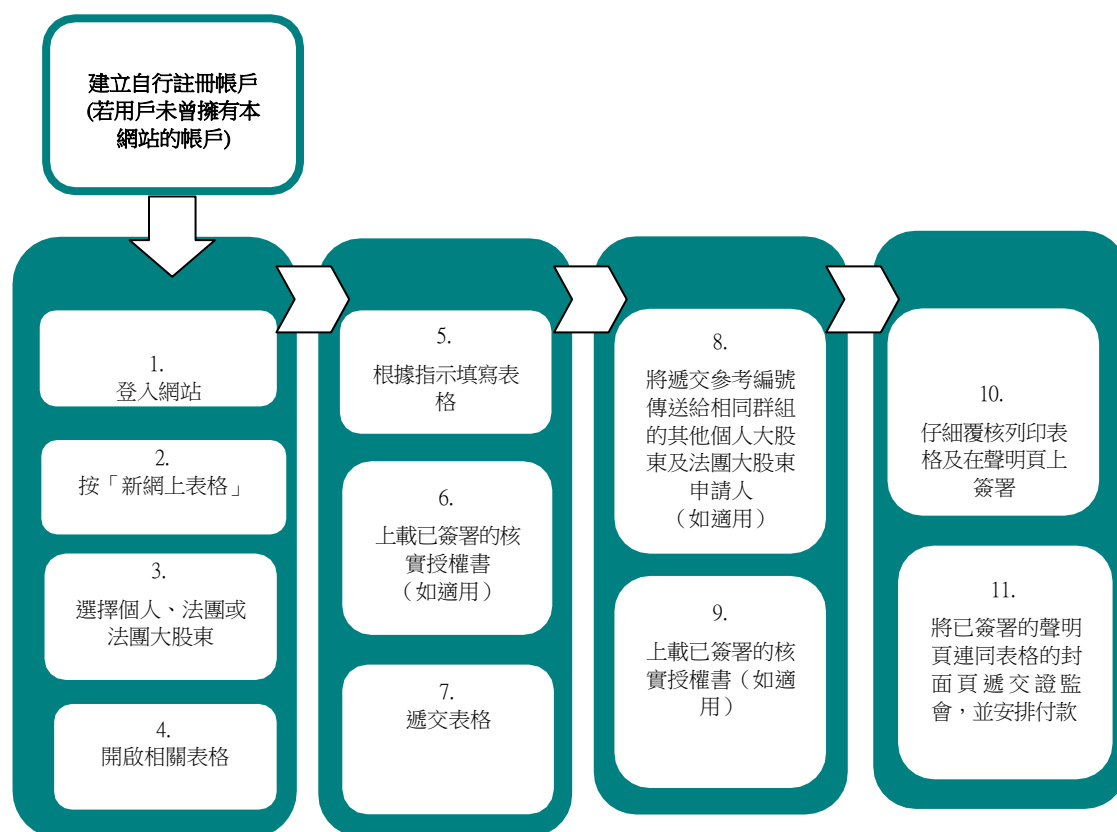 建立自行註冊帳戶
(若用戶未曾擁有本
網站的帳戶)
1.
登入網站
2.
按「新網上表格」
3.
選擇個人、法團或
法團大股東
4.
開啟相關表格
5.
根據指示填寫表
格
6.
上載已簽署的核
實授權書
（如適用）
7.
遞交表格
8.
將遞交參考編號
傳送給相同群組
的其他個人大股
東及法團大股東
申請人
（如適用）
9.
上載已簽署的核
實授權書（如適
用）
10.
仔細覆核列印表
格及在聲明頁上
簽署
11.
將已簽署的聲明
頁連同表格的封
面頁遞交證監
會，並安排付款